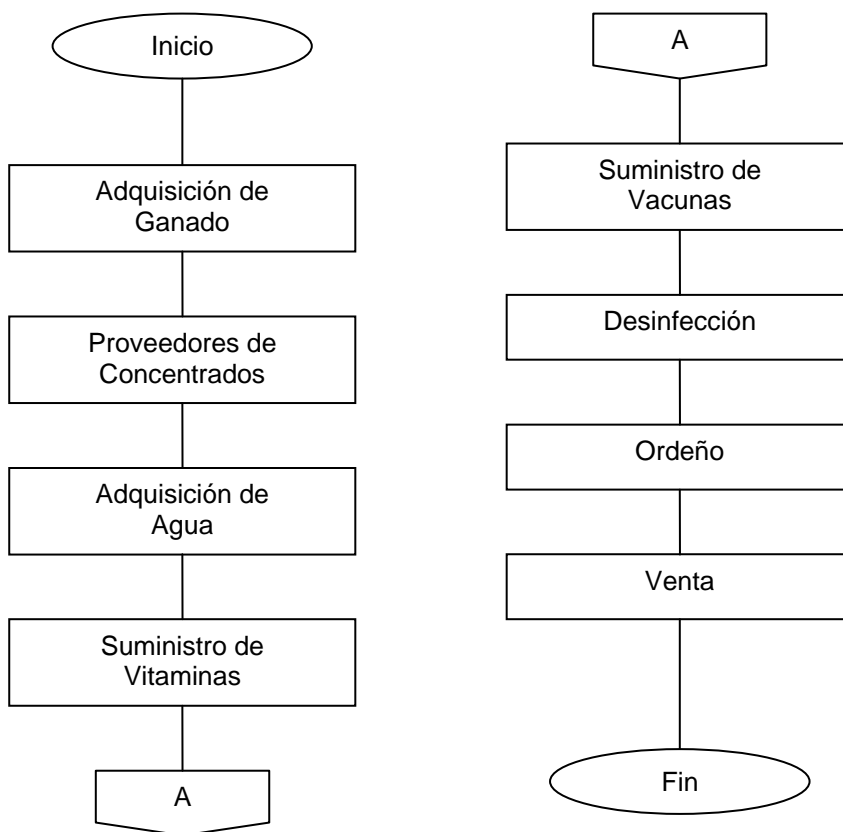 Inicio
Adquisición de
Ganado
Proveedores de
Concentrados
Adquisición de
Agua
Suministro de
Vitaminas
A
A
Suministro de
Vacunas
Desinfección
Ordeño
Venta
Fin